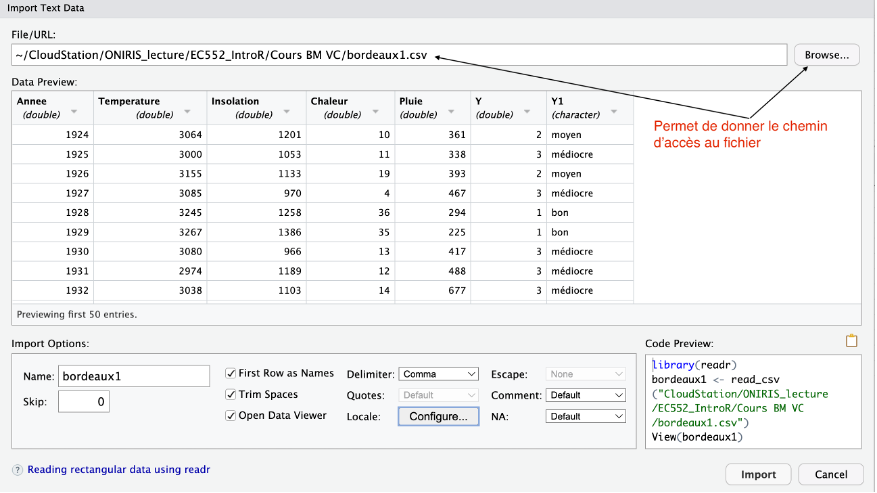 Import Text Data
File/URL:
~/CloudStation/ONIRIS_lecture/EC552_IntroR/Cours BM VC/bordeaux1.csv
Browse...
Data Preview:
Annee Temperature Insolation Chaleur Pluie Y Y1
(double) (double) (double) (double) (double) (double) (character)
1924 3064 1201 10 361 2 moyen
1925 3000 1053 11 338 3 médiocre
1926 3155 1133 19 393 2 moyen
1927 3085 970 4 467 3 médiocre
1928 3245 1258 36 294 1 bon
1929 3267 1386 35 225 1 bon
1930 3080 966 13 417 3 médiocre
1931 2974 1189 12 488 3 médiocre
1932 3038 1103 14 677 3 médiocre
Permet de donner le chemin
d'accès au fichier
Previewing first 50 entries.
Import Options:
Name: bordeaux1
Skip: 0
First Row as Names
Trim Spaces
Open Data Viewer
Delimiter: Comma
Quotes: Default
Locale: Configure...
Escape: None
Comment: Default
NA: Default
Code Preview:
library(readr)
bordeaux1 <- read_csv
("CloudStation/ONIRIS_lecture
/EC552_IntroR/Cours BM VC
/bordeaux1.csv")
View(bordeaux1)
? Reading rectangular data using readr
Import
Cancel